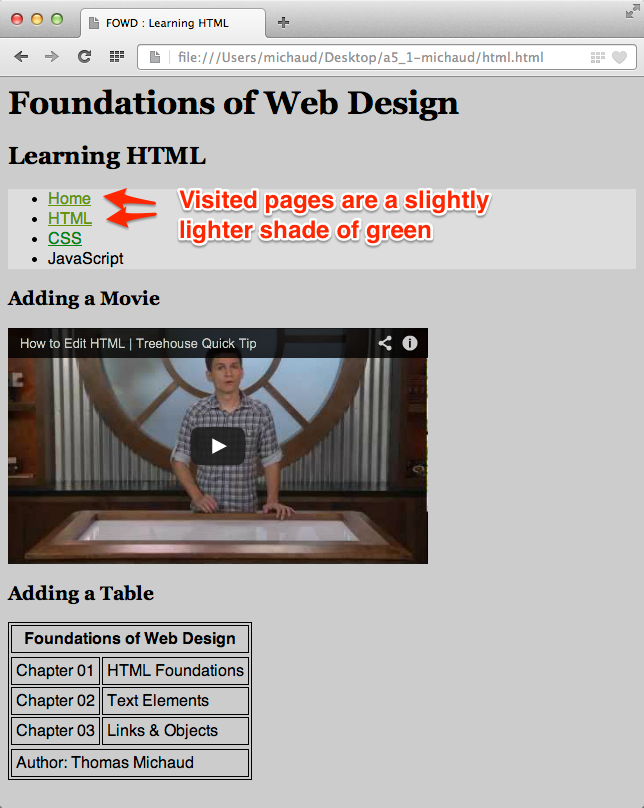 FOWD : Learning HTML
file:///Users/michaud/Desktop/a5_1-michaud/html.html
Foundations of Web Design
Learning HTML
Home
HTML
CSS
JavaScript
Visited pages are a slightly
lighter shade of green
Adding a Movie
How to Edit HTML | Treehouse Quick Tip
Adding a Table
Foundations of Web Design
Chapter 01 HTML Foundations
Chapter 02 Text Elements
Chapter 03 Links & Objects
Author: Thomas Michaud